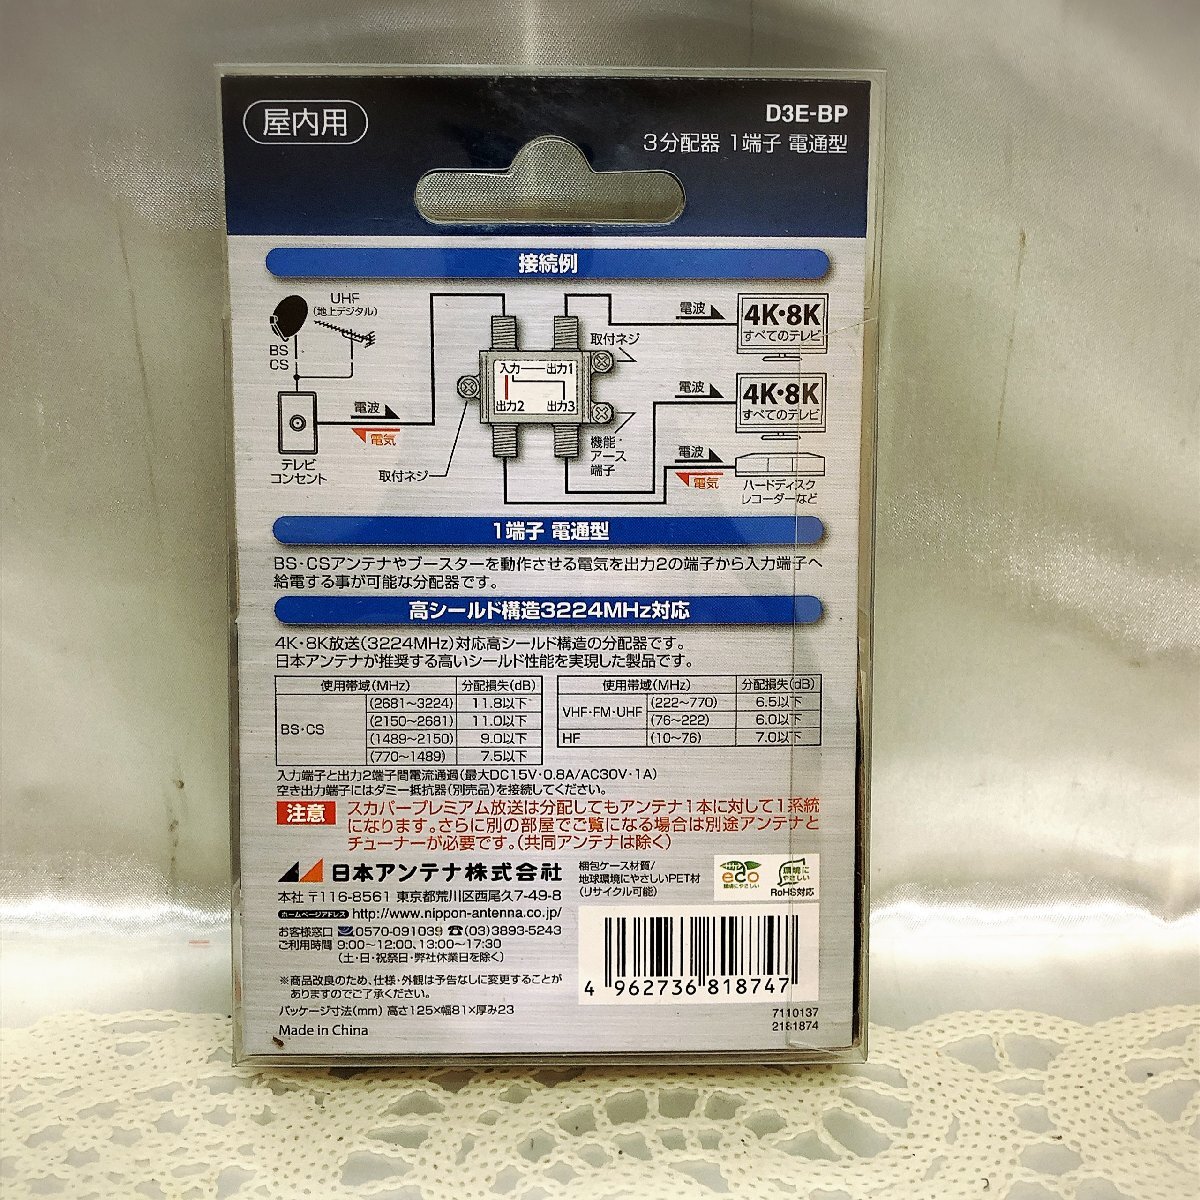 屋内用
D3E-BP
3分配器 1端子 電通型
接続例
UHF
(地上デジタル)
BS
CS
電波
電気
テレビ
コンセント
取付ネジ
入力 出力1
出力2 出力3
取付ネジ
機能
アース
端子
電波
4K・8K
すべてのテレビ
電波
4K・8K
すべてのテレビ
電波
電気
ハードディスク
レコーダーなど
1端子 電通型
BS・CSアンテナやブースターを動作させる電気を出力2の端子から入力端子へ
給電する事が可能な分配器です。
高シールド構造3224MHz対応
4K・8K放送(3224MHz)対応高シールド構造の分配器です。
日本アンテナが推奨する高いシールド性能を実現した製品です。
使用帯域(MHz) 分配損失(dB)
BS・CS
(2681～3224) 11.8以下
(2150～2681) 11.0以下
(1489～2150) 9.0以下
(770～1489) 7.5以下
使用帯域(MHz) 分配損失(dB)
VHF・FM・UHF
(222～770) 6.5以下
(76～222) 6.0以下
HF (10～76) 7.0以下
入力端子と出力2端子間電流通過(最大DC15V・0.8A/AC30V・1A)
空き出力端子にはダミー抵抗器(別売品)を接続してください。
注意
スカパープレミアム放送は分配してもアンテナ1本に対して1系統
になります。さらに別の部屋でご覧になる場合は別途アンテナと
チューナーが必要です。(共同アンテナは除く)
日本アンテナ株式会社
本社 〒116-8561 東京都荒川区西尾久7-49-8
ホームページアドレス http://www.nippon-antenna.co.jp/
お客様窓口 0570-091039 ☎(03)3893-5243
ご利用時間 9:00～12:00、13:00～17:30
(土・日・祝祭日・弊社休業日を除く)
※商品改良のため、仕様・外観は予告なしに変更することが
ありますのでご了承ください。
パッケージ寸法(mm) 高さ125×幅81×厚み23
Made in China
梱包ケース材質/
地球環境にやさしいPET材
(リサイクル可能)
eco
環境にやさしい
環境に
やさしい
RoHS対応
4 962736 818747
7110137
2181874